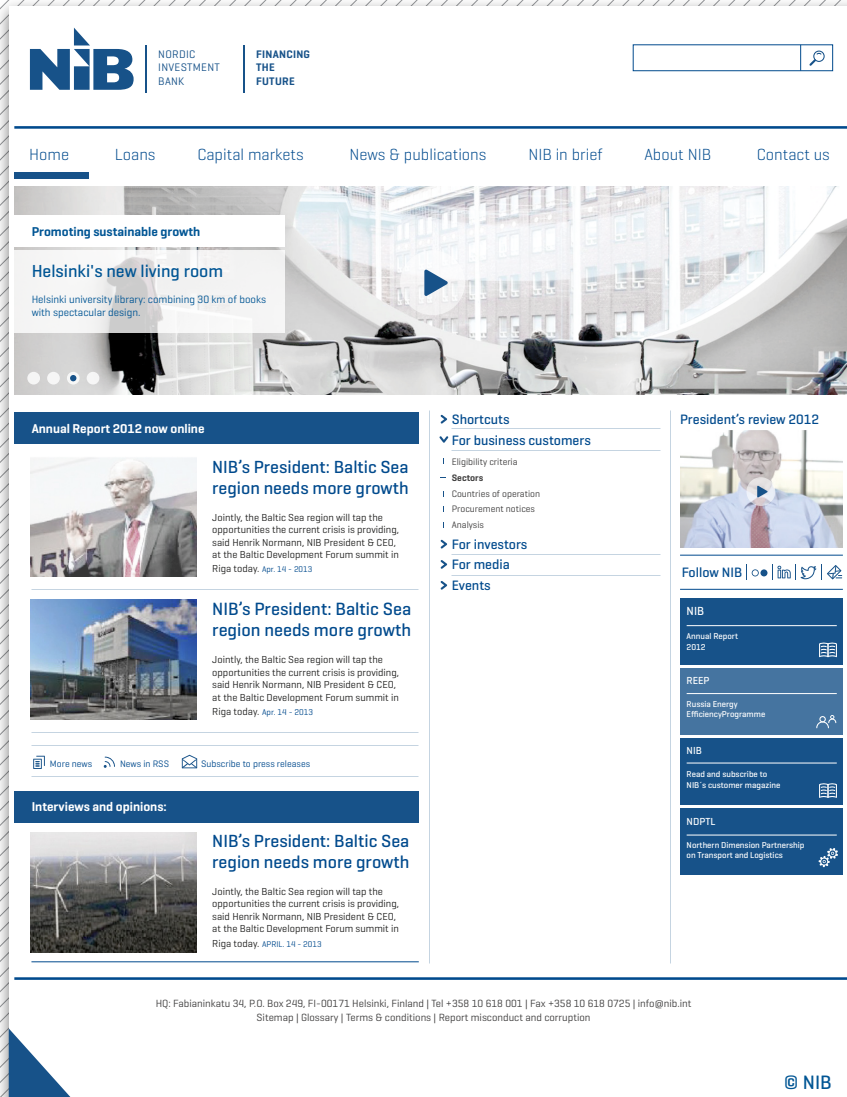 NiB
NORDIC
INVESTMENT
BANK
FINANCING
THE
FUTURE
Home
Loans
Capital markets
News & publications
NIB in brief
About NIB
Contact us
Promoting sustainable growth
Helsinki's new living room
Helsinki university library: combining 30 km of books
with spectacular design.
Annual Report 2012 now online
NIB's President: Baltic Sea
region needs more growth
Jointly, the Baltic Sea region will tap the
opportunities the current crisis is providing,
said Henrik Normann, NIB President & CEO,
at the Baltic Development Forum summit in
Riga today. Apr. 14 - 2013
15th
NIB's President: Baltic Sea
region needs more growth
Jointly, the Baltic Sea region will tap the
opportunities the current crisis is providing,
said Henrik Normann, NIB President & CEO,
at the Baltic Development Forum summit in
Riga today. Apr. 14 - 2013
More news
News in RSS
Subscribe to press releases
Interviews and opinions:
NIB's President: Baltic Sea
region needs more growth
Jointly, the Baltic Sea region will tap the
opportunities the current crisis is providing,
said Henrik Normann, NIB President & CEO,
at the Baltic Development Forum summit in
Riga today. APRIL. 14 - 2013
Shortcuts
For business customers
Eligibility criteria
Sectors
Countries of operation
Procurement notices
Analysis
For investors
For media
Events
President's review 2012
Follow NIB
in
NIB
Annual Report
2012
REEP
Russia Energy
EfficiencyProgramme
NIB
Read and subscribe to
NIB´s customer magazine
NDPTL
Northern Dimension Partnership
on Transport and Logistics
HQ: Fabianinkatu 34, P.O. Box 249, FI-00171 Helsinki, Finland | Tel +358 10 618 001 | Fax +358 10 618 0725 | info@nib.int
Sitemap | Glossary | Terms & conditions | Report misconduct and corruption
© NIB